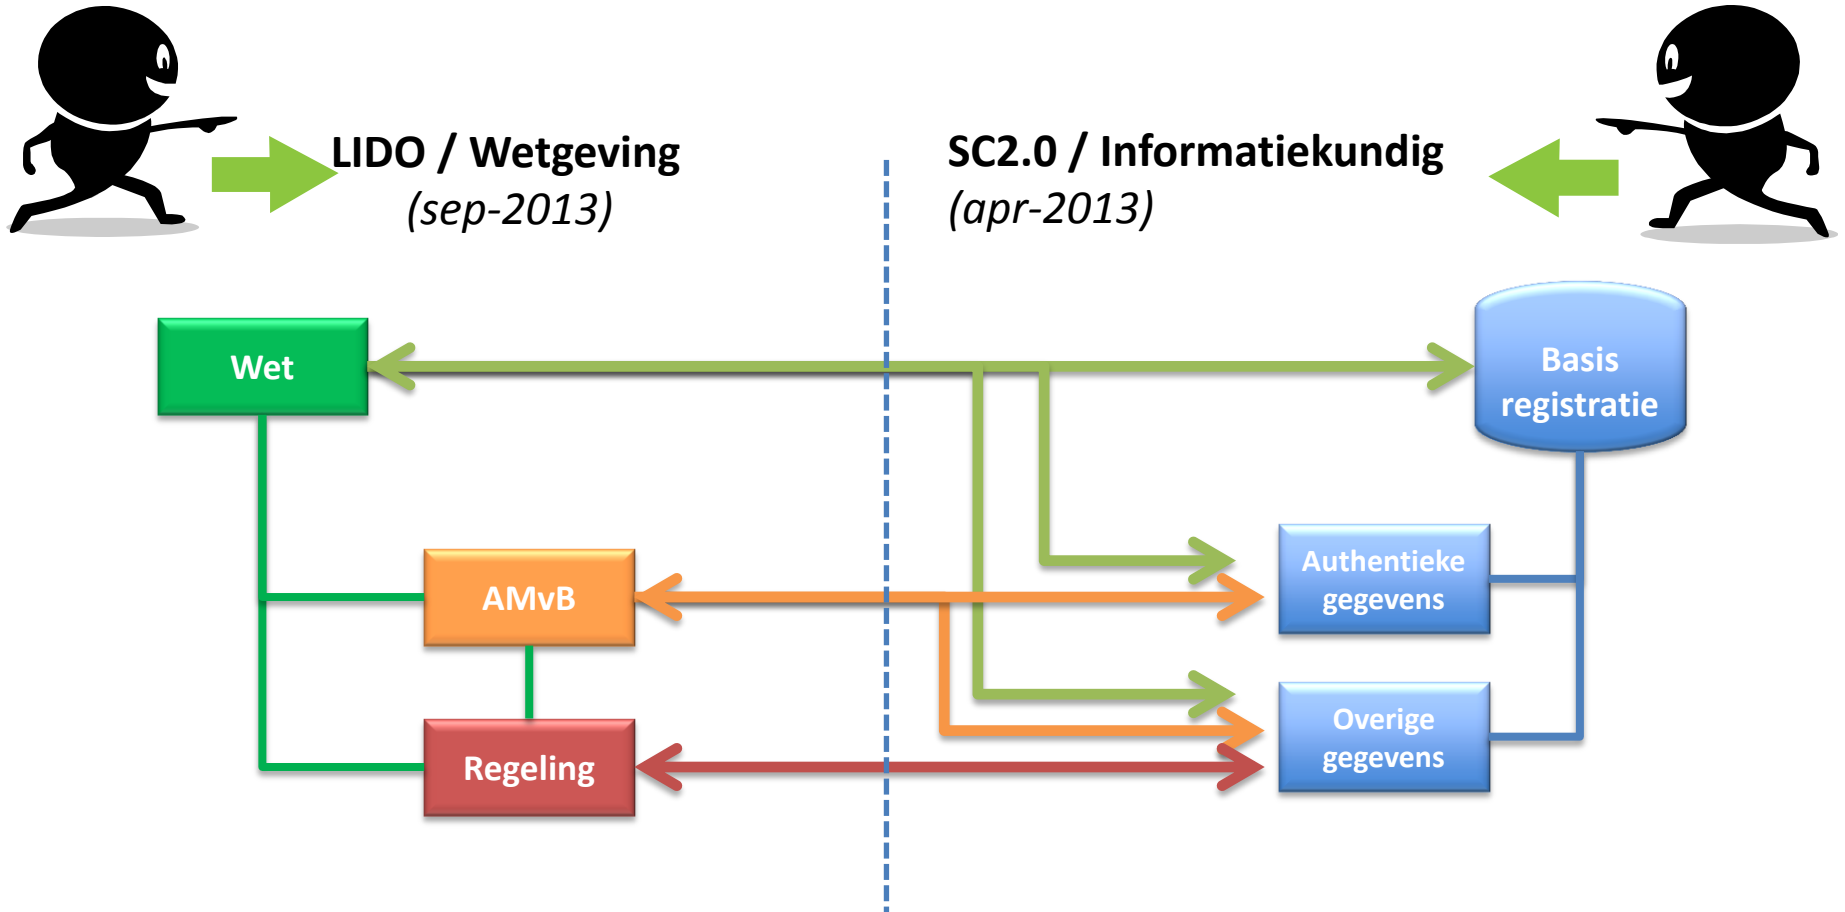 LIDO / Wetgeving
(sep-2013)
SC2.0 / Informatiekundig
(apr-2013)
Wet
Basis
registratie
AMvB
Authentieke
gegevens
Regeling
Overige
gegevens